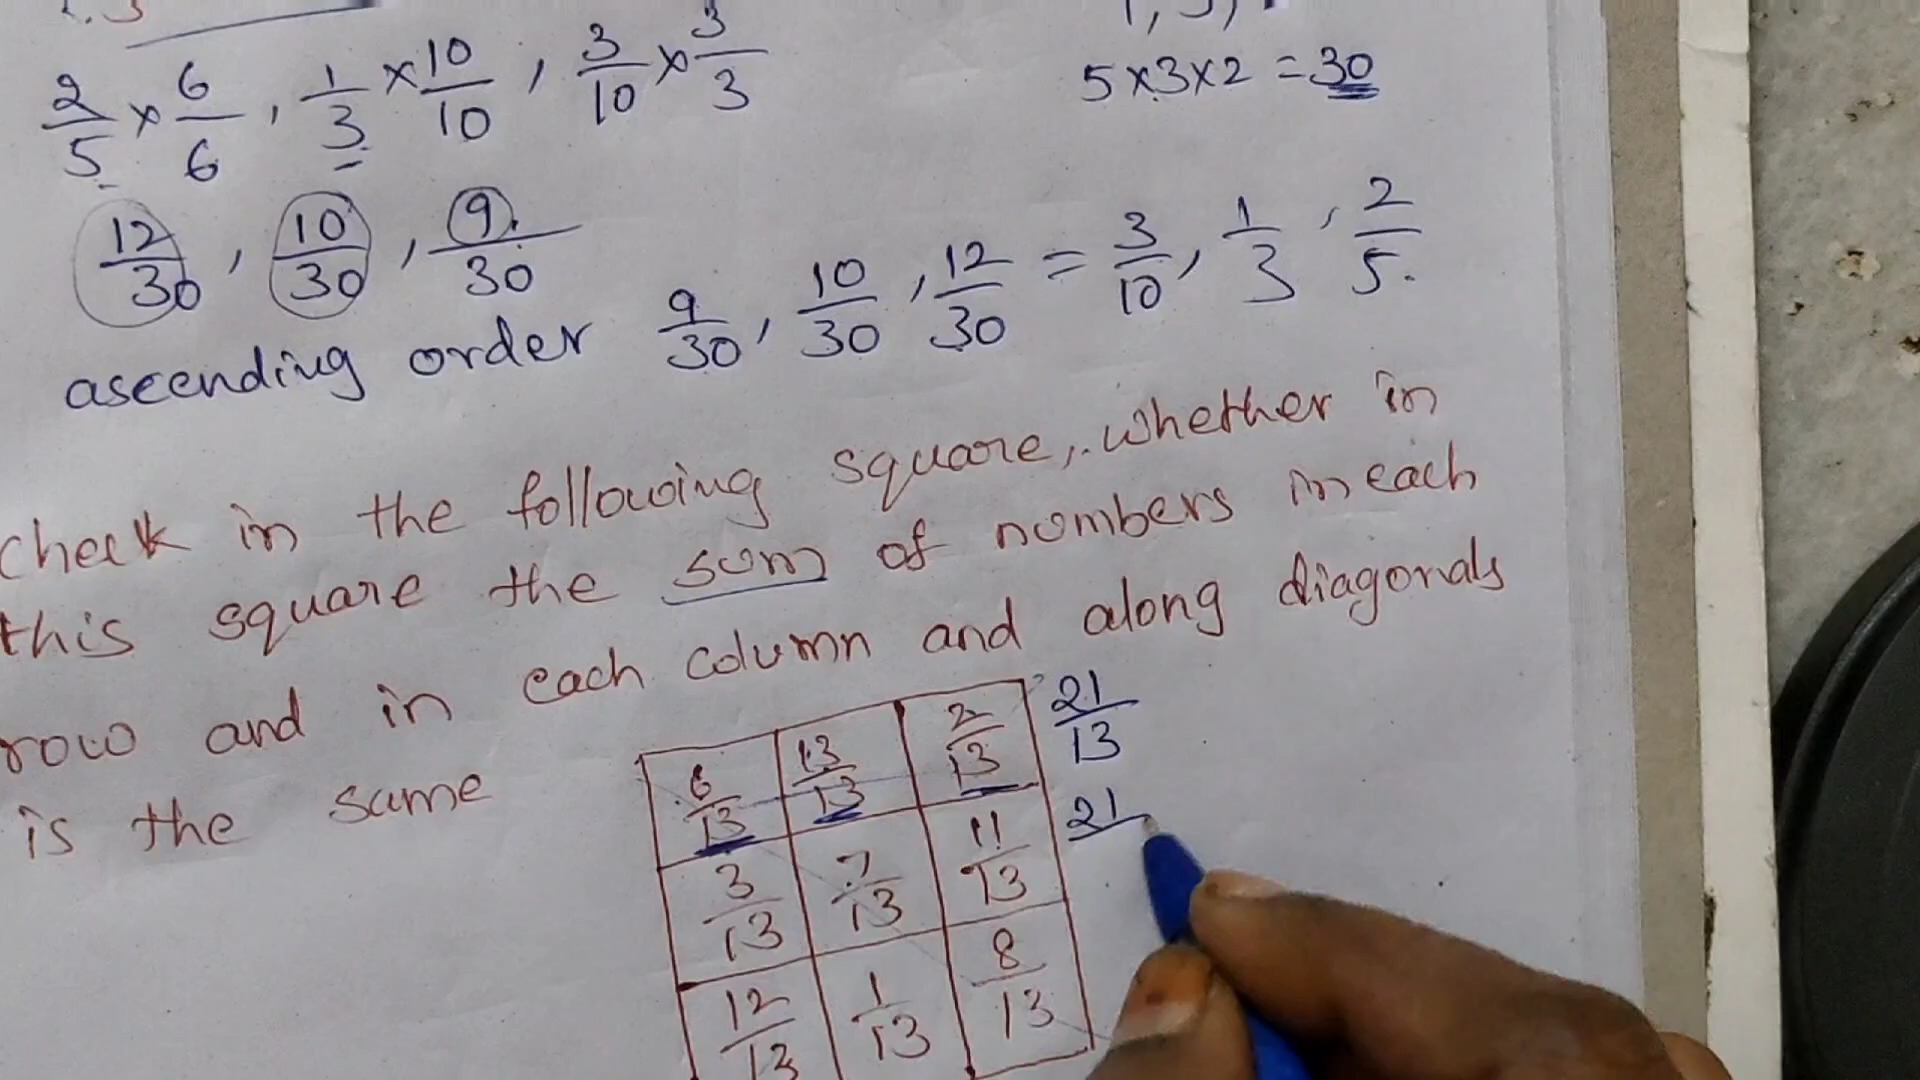 2/5 × 6/6 , 1/3 × 10/10 , 3/10 × 3/3
5×3×2 = 30
12/30 , 10/30 , 9/30
ascending order 9/30 , 10/30 , 12/30 = 3/10 , 1/3 , 2/5.
Check in the following square, whether in
this square the sum of numbers in each
row and in each column and along diagonals
is the same
6/13 13/13 2/13 21/13
3/13 7/13 11/13 21
12/13 1/13 8/13